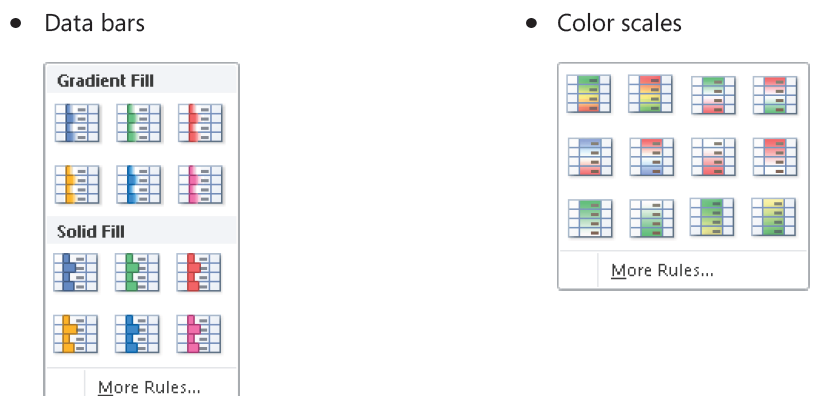 • Data bars
Gradient Fill
Solid Fill
More Rules...
• Color scales
More Rules...